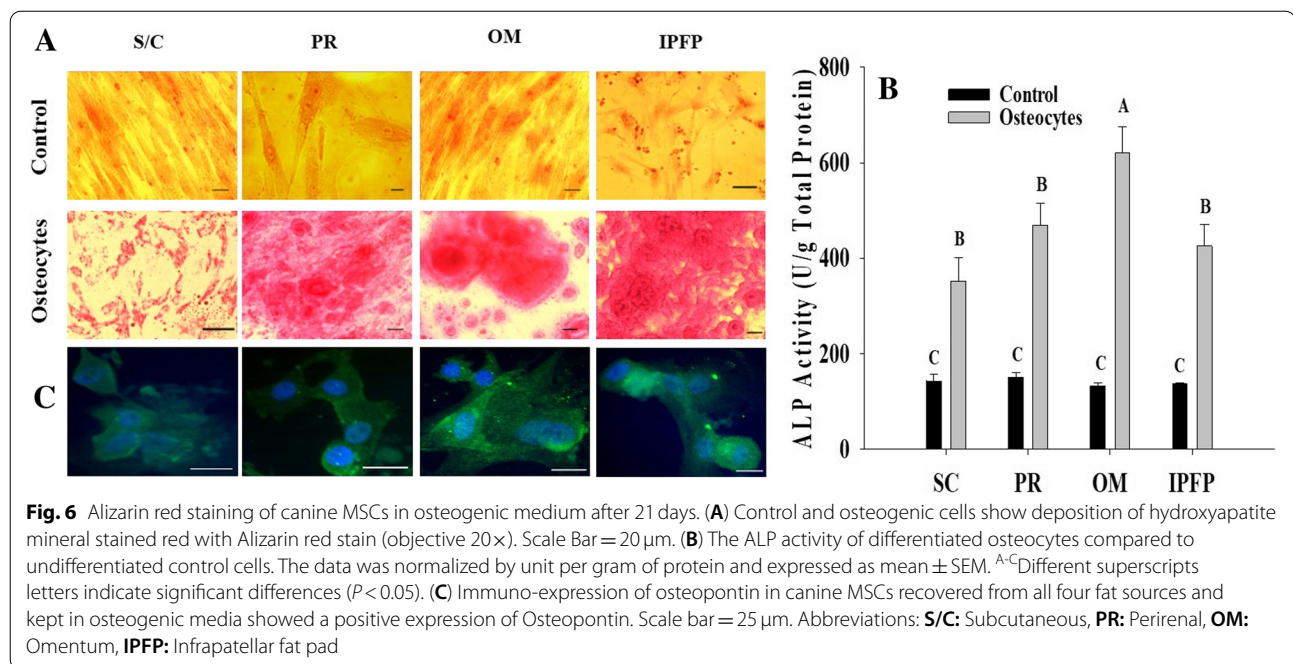 A
S/C PR OM IPFP
Control
Osteocytes
C
B
Control
Osteocytes
ALP Activity (U/g Total Protein)
800
600
400
200
0
C B C B C A C B
SC PR OM IPFP
Fig. 6 Alizarin red staining of canine MSCs in osteogenic medium after 21 days. (A) Control and osteogenic cells show deposition of hydroxyapatite
mineral stained red with Alizarin red stain (objective 20×). Scale Bar = 20 μm. (B) The ALP activity of differentiated osteocytes compared to
undifferentiated control cells. The data was normalized by unit per gram of protein and expressed as mean ± SEM. A-CDifferent superscripts
letters indicate significant differences (P < 0.05). (C) Immuno-expression of osteopontin in canine MSCs recovered from all four fat sources and
kept in osteogenic media showed a positive expression of Osteopontin. Scale bar = 25 μm. Abbreviations: S/C: Subcutaneous, PR: Perirenal, OM:
Omentum, IPFP: Infrapatellar fat pad